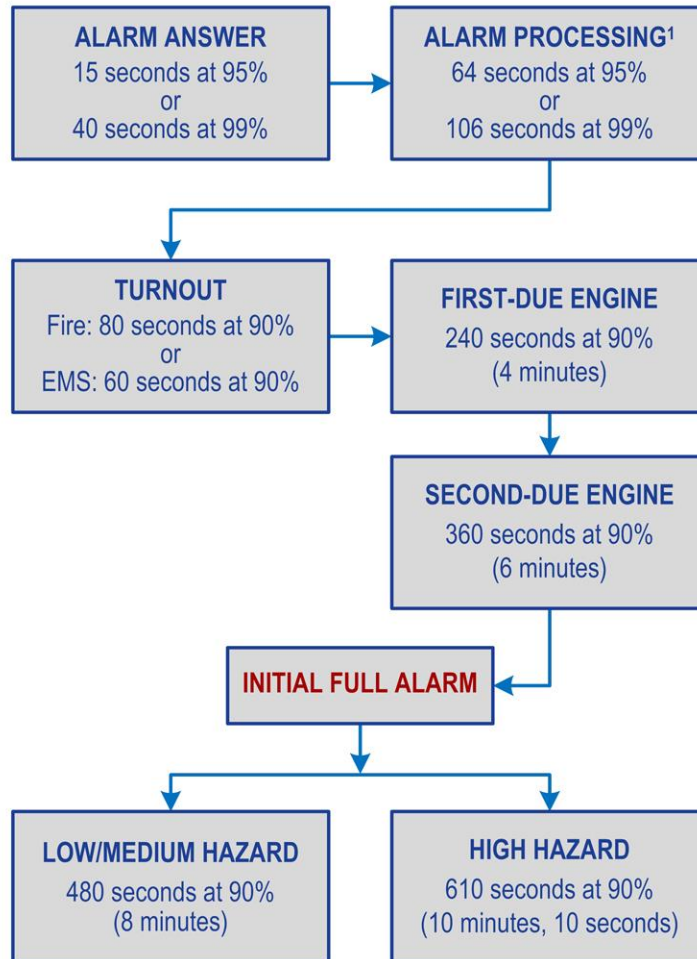 ALARM ANSWER
15 seconds at 95%
or
40 seconds at 99%
ALARM PROCESSING¹
64 seconds at 95%
or
106 seconds at 99%
TURNOUT
Fire: 80 seconds at 90%
or
EMS: 60 seconds at 90%
FIRST-DUE ENGINE
240 seconds at 90%
(4 minutes)
SECOND-DUE ENGINE
360 seconds at 90%
(6 minutes)
INITIAL FULL ALARM
LOW/MEDIUM HAZARD
480 seconds at 90%
(8 minutes)
HIGH HAZARD
610 seconds at 90%
(10 minutes, 10 seconds)